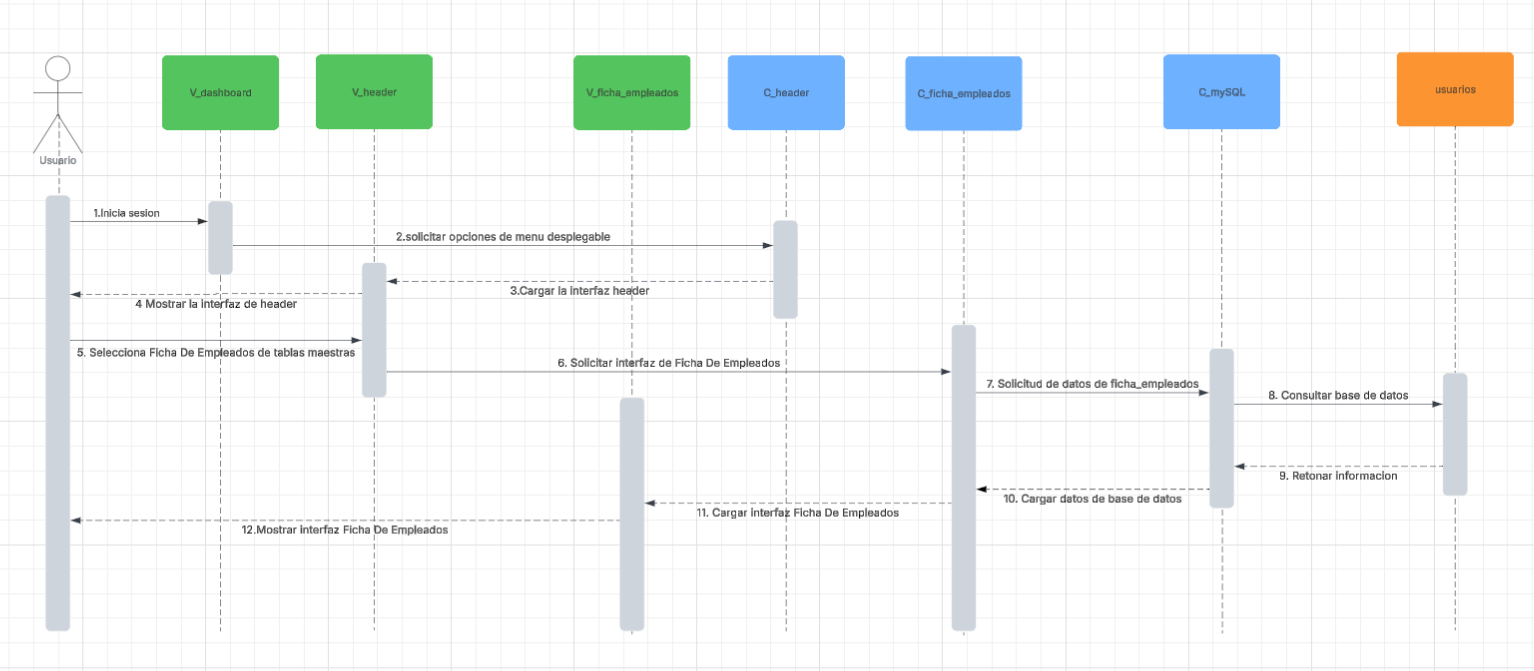 V_dashboard
V_header
V_ficha_empleados
C_header
C_ficha_empleados
C_mySQL
usuarios
Usuario
1.Inicia sesion
2.solicitar opciones de menu desplegable
3.Cargar la interfaz header
4 Mostrar la interfaz de header
5. Selecciona Ficha De Empleados de tablas maestras
6. Solicitar interfaz de Ficha De Empleados
7. Solicitud de datos de ficha_empleados
8. Consultar base de datos
9. Retonar informacion
10. Cargar datos de base de datos
11. Cargar interfaz Ficha De Empleados
12.Mostrar interfaz Ficha De Empleados